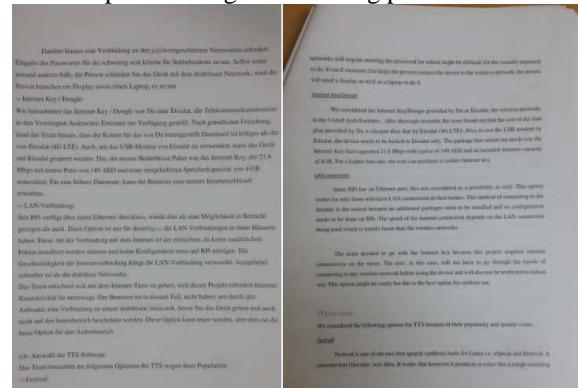 Darüber hinaus eine Verbindung zu den passwortgeschützten Netzwerken erfordert
Eingabe des Passwortes für die schwierig sein könnte für Sehbehinderte zu tun. Selbst wenn
jemand anderes hilft, die Person schließen Sie das Gerät mit dem drahtlosen Netzwerk, wird die
Person brauchen ein Display sowie einen Laptop, es zu tun
-- Internet Key / Dongle:
Wir betrachteten die Internet Key / Dongle von Du oder Etisalat, die Telekommunikationsnetze
in den Vereinigten Arabischen Emiraten zur Verfügung gestellt. Nach gründlicher Forschung,
fand das Team heraus, dass die Kosten für das von Du bereitgestellte Datenplan ist billiger als die
von Etisalat (4G LTE). Auch, um das USB-Modem von Etisalat zu verwenden, muss das Gerät
nur Etisalat gesperrt werden. Die, die unsere Bedürfnisse Paket war das Internet Key, die 21,6
Mbps mit einem Preis von 149 AED und einer mitgelieferten Speicherkapazität von 4 GB
unterstützt. Für eine höhere Datenrate, kann der Benutzer eine teurere Internetschlüssel
erwerben.
-- LAN-Verbindung:
Seit RPi verfügt über einen Ethernet-Anschluss, wurde dies als eine Möglichkeit in Betracht
gezogen als auch. Diese Option ist nur für diejenigen für LAN-Verbindungen in ihren Häusern
haben. Diese Art der Verbindung mit dem Internet ist der einfachste, da keine zusätzlichen
Pakete installiert werden müssen und keine Konfiguration muss auf RPi erfolgen. Die
Geschwindigkeit der Internetverbindung hängt die LAN-Verbindung verwendet, weitgehend
schneller ist als die drahtlose Netzwerke.
Das Team entschied sich mit dem Internet Taste zu gehen, weil dieses Projekt erfordert Internet-
Konnektivität für unterwegs. Der Benutzer ist in diesem Fall, nicht haben, um durch den
Aufwand, eine Verbindung zu einem drahtlosen Netzwerk, bevor Sie das Gerät gehen und auch
nicht auf den Innenbereich beschränkt werden. Diese Option kann teuer werden, aber dies ist die
beste Option für den Außenbereich.
Auswahl der TTS-Software
Das Team betrachtet die folgenden Optionen für TTS wegen ihrer Popularität.
-- Festival:
networks will require entering the password for which might be difficult for the visually impaired
to do. Even if someone else helps the person connect the device to the wireless network, the person
will need a display as well as a laptop to do it.
Internet Key/Dongle
We considered the Internet Key/Dongle provided by Du or Etisalat, the telecom networks
in the United Arab Emirates. After thorough research, the team found out that the cost of the data
plan provided by Du is cheaper than that by Etisalat (4G LTE). Also, to use the USB modem by
Etisalat, the device needs to be locked to Etisalat only. The package that suited our needs was the
Internet Key that supported 21.6 Mbps with a price of 149 AED and an included memory capacity
of 4GB. For a higher data rate, the user can purchase a costlier Internet key.
LAN connection
Since RPi has an Ethernet port, this was considered as a possibility as well. This option
works for only those who have LAN connections in their homes. This method of connecting to the
internet is the easiest because no additional packages need to be installed and no configuration
needs to be done on RPi. The speed of the internet connection depends on the LAN connection
being used which is mostly faster than the wireless networks.
The team decided to go with the Internet key because this project requires internet
connectivity on the move. The user, in this case, will not have to go through the hassle of
connecting to any wireless network before using the device and will also not be restricted to indoor
use. This option might be costly but this is the best option for outdoor use.
We considered the following options for TTS because of their popularity and quality voice.
Festival
Festival is one of the two free speech synthesis tools for Linux i.e. eSpeak and Festival. It
converts text files into .wav files. It works fine however it produces a voice like a rough sounding